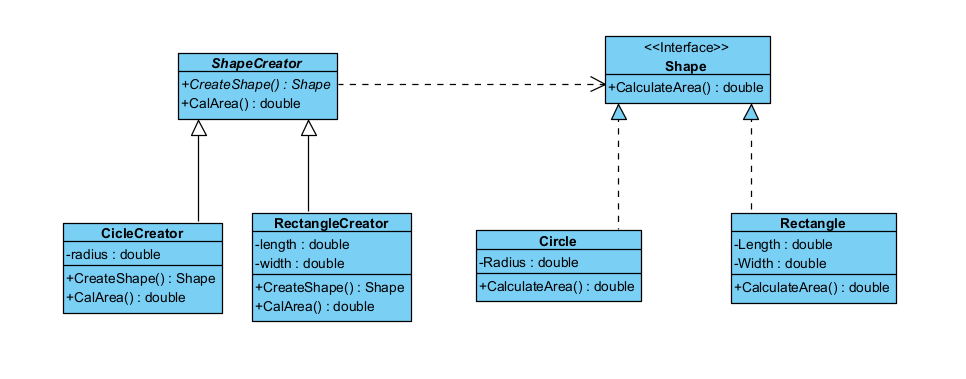 ShapeCreator
+CreateShape() : Shape
+CalArea() : double
<<Interface>>
Shape
+CalculateArea() : double
CicleCreator
-radius : double
+CreateShape() : Shape
+CalArea() : double
RectangleCreator
-length : double
-width : double
+CreateShape() : Shape
+CalArea() : double
Circle
-Radius : double
+CalculateArea() : double
Rectangle
-Length : double
-Width : double
+CalculateArea() : double